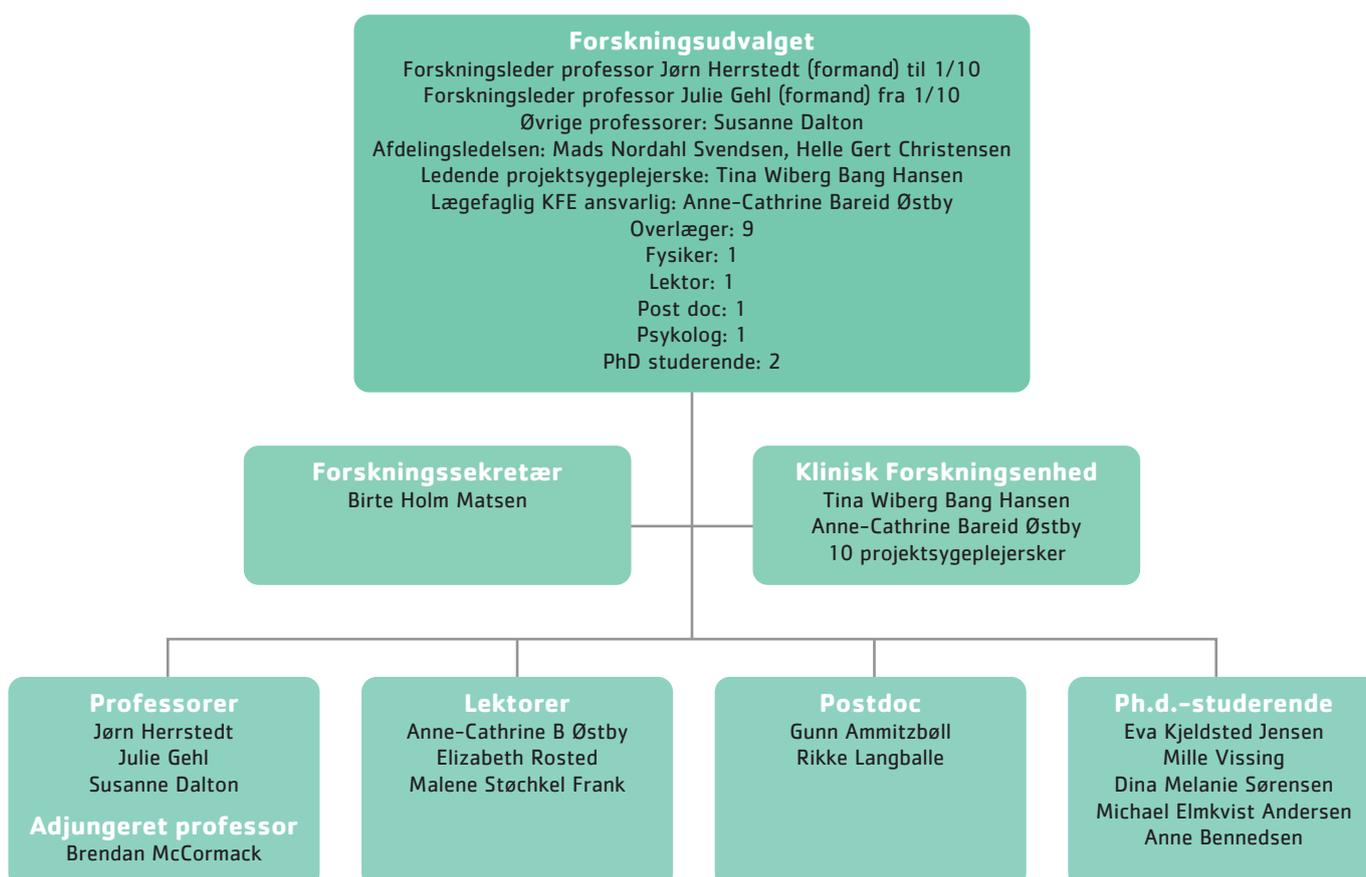 Forskningsudvalget
Forskningsleder professor Jørn Herrstedt (formand) til 1/10
Forskningsleder professor Julie Gehl (formand) fra 1/10
Øvrige professorer: Susanne Dalton
Afdelingsledelsen: Mads Nordahl Svendsen, Helle Gert Christensen
Ledende projektsygeplejerske: Tina Wiberg Bang Hansen
Lægefaglig KFE ansvarlig: Anne-Cathrine Bareid Østby
Overlæger: 9
Fysiker: 1
Lektor: 1
Post doc: 1
Psykolog: 1
PhD studerende: 2
Forskningssekretær
Birte Holm Matsen
Klinisk Forskningsenhed
Tina Wiberg Bang Hansen
Anne-Cathrine Bareid Østby
10 projektsygeplejersker
Professorer
Jørn Herrstedt
Julie Gehl
Susanne Dalton
Adjungeret professor
Brendan McCormack
Lektorer
Anne-Cathrine B Østby
Elizabeth Rosted
Malene Støchkel Frank
Postdoc
Gunn Ammitzbøll
Rikke Langballe
Ph.d.-studerende
Eva Kjeldsted Jensen
Mille Vissing
Dina Melanie Sørensen
Michael Elmkvist Andersen
Anne Bennedsen